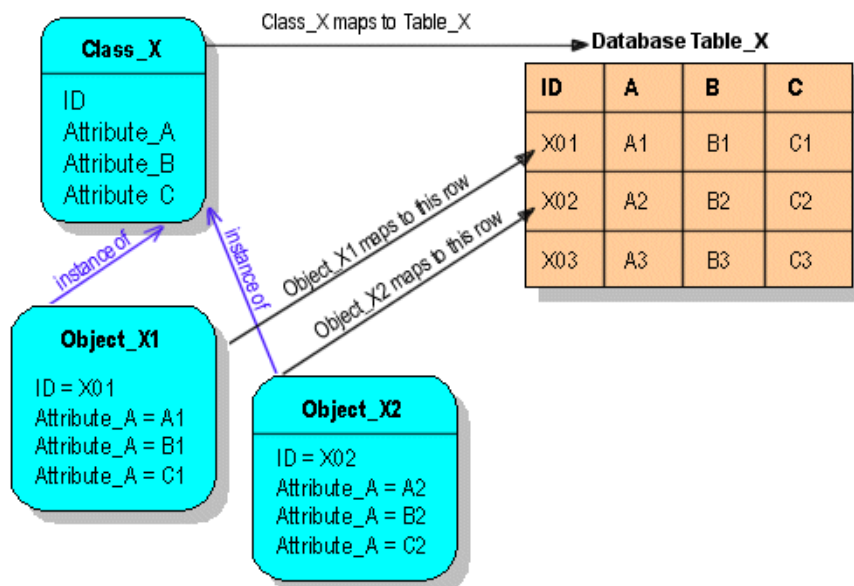 Class_X maps to Table_X
Class_X
ID
Attribute_A
Attribute_B
Attribute C
Database Table_X
ID A B C
X01 A1 B1 C1
X02 A2 B2 C2
X03 A3 B3 C3
instance of
instance of
Object_X1 maps to this row
Object_X2 maps to this row
Object_X1
ID = X01
Attribute_A = A1
Attribute_A = B1
Attribute_A = C1
Object_X2
ID = X02
Attribute_A = A2
Attribute_A = B2
Attribute_A = C2